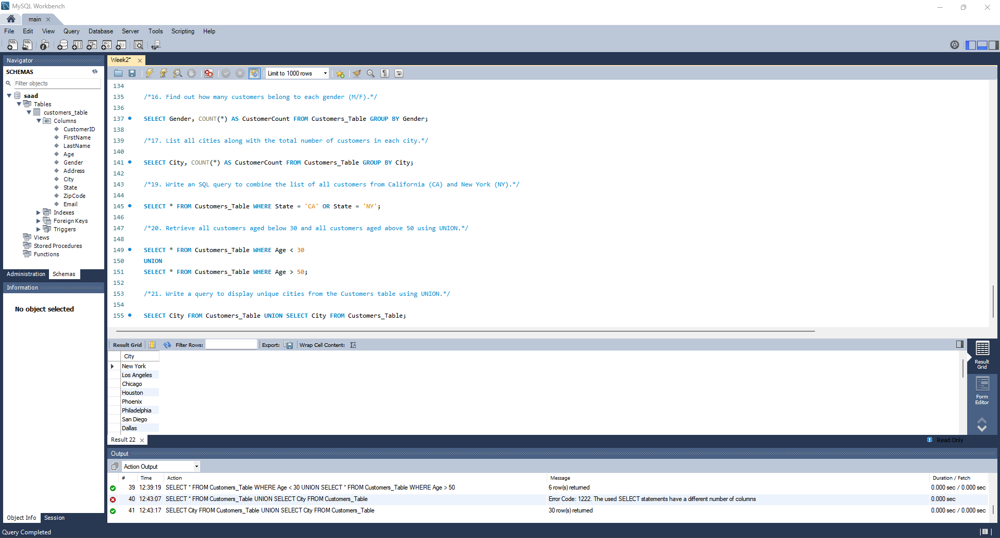 MySQL Workbench
main
File Edit View Query Database Server Tools Scripting Help
Navigator
SCHEMAS
Filter objects
saad
Tables
customers_table
Columns
CustomerID
FirstName
LastName
Age
Gender
Address
City
State
ZipCode
Email
Indexes
Foreign Keys
Triggers
Views
Stored Procedures
Functions
Administration Schemas
Information
No object selected
Object Info Session
Query Completed
Week2*
Limit to 1000 rows
134
135 /*16. Find out how many customers belong to each gender (M/F).*/
136
137 SELECT Gender, COUNT(*) AS CustomerCount FROM Customers_Table GROUP BY Gender;
138
139 /*17. List all cities along with the total number of customers in each city.*/
140
141 SELECT City, COUNT(*) AS CustomerCount FROM Customers_Table GROUP BY City;
142
143 /*19. Write an SQL query to combine the list of all customers from California (CA) and New York (NY).*/
144
145 SELECT * FROM Customers_Table WHERE State = 'CA' OR State = 'NY';
146
147 /*20. Retrieve all customers aged below 30 and all customers aged above 50 using UNION.*/
148
149 SELECT * FROM Customers_Table WHERE Age < 30
150 UNION
151 SELECT * FROM Customers_Table WHERE Age > 50;
152
153 /*21. Write a query to display unique cities from the Customers table using UNION.*/
154
155 SELECT City FROM Customers_Table UNION SELECT City FROM Customers_Table;
Result Grid Filter Rows: Export: Wrap Cell Content:
City
New York
Los Angeles
Chicago
Houston
Phoenix
Philadelphia
San Diego
Dallas
Result Grid
Form Editor
Result 22
Read Only
Output
Action Output
# Time Action Message Duration / Fetch
39 12:39:19 SELECT * FROM Customers_Table WHERE Age < 30 UNION SELECT * FROM Customers_Table WHERE Age > 50 6 row(s) returned 0.000 sec / 0.000 sec
40 12:43:07 SELECT * FROM Customers_Table UNION SELECT City FROM Customers_Table Error Code: 1222. The used SELECT statements have a different number of columns 0.000 sec
41 12:43:17 SELECT City FROM Customers_Table UNION SELECT City FROM Customers_Table 30 row(s) returned 0.000 sec / 0.000 sec